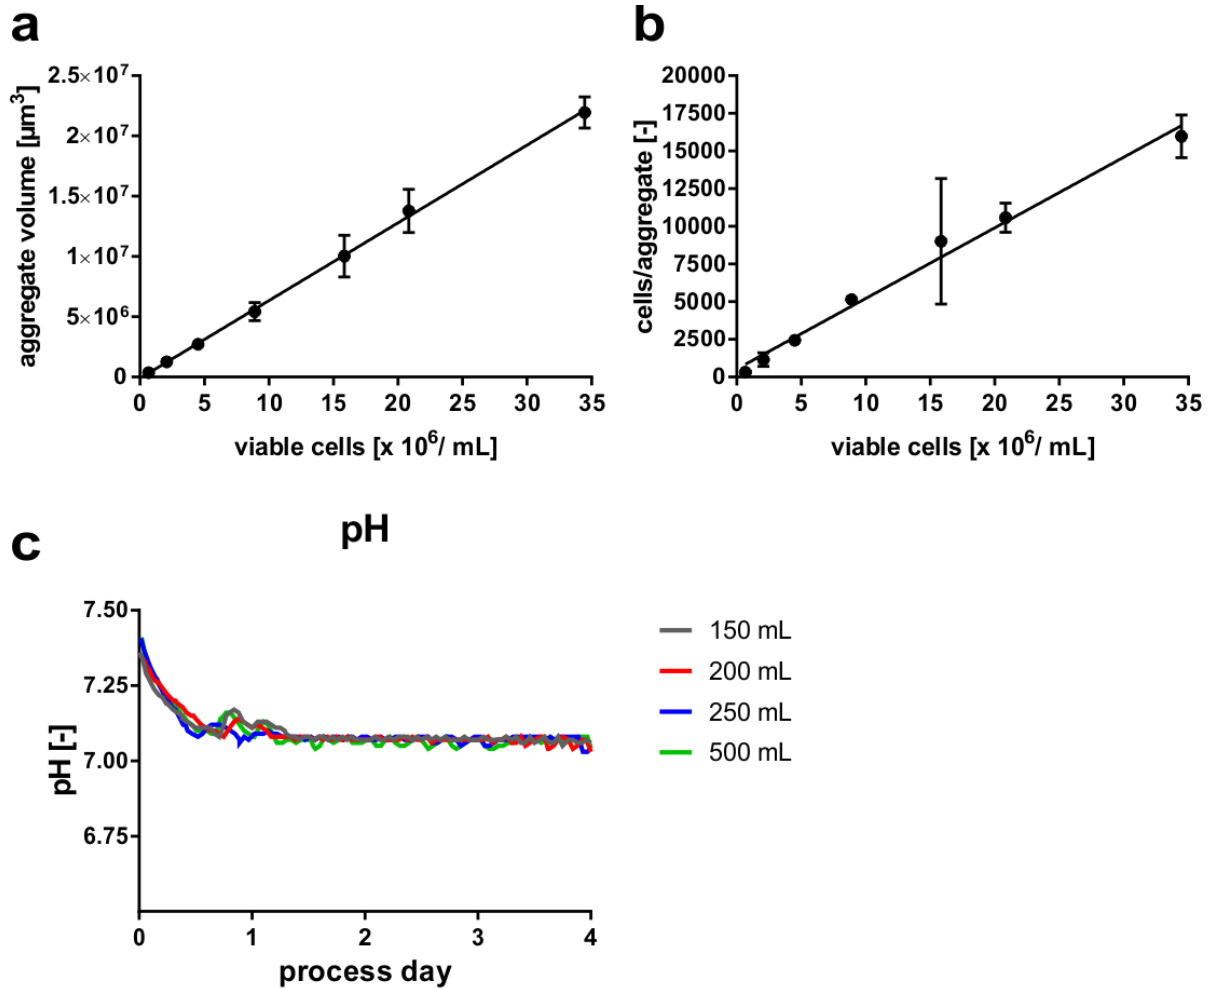 a
2.5×10⁷
2×10⁷
1.5×10⁷
1×10⁷
5×10⁶
0
aggregate volume [µm³]
0 5 10 15 20 25 30 35
viable cells [x 10⁶/ mL]
b
20000
17500
15000
12500
10000
7500
5000
2500
0
cells/aggregate [-]
0 5 10 15 20 25 30 35
viable cells [x 10⁶/ mL]
c
pH
7.50
7.25
7.00
6.75
pH [-]
0 1 2 3 4
process day
150 mL
200 mL
250 mL
500 mL